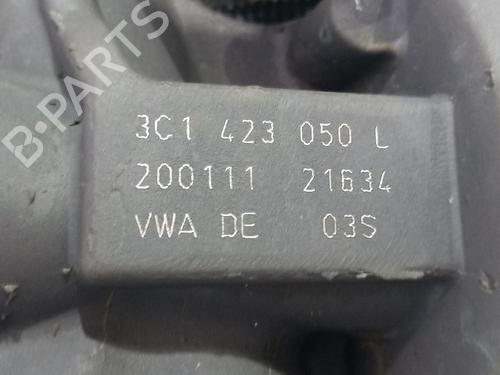 B-PARTS
3C1 423 050 L
200111 21634
VWA DE 03S